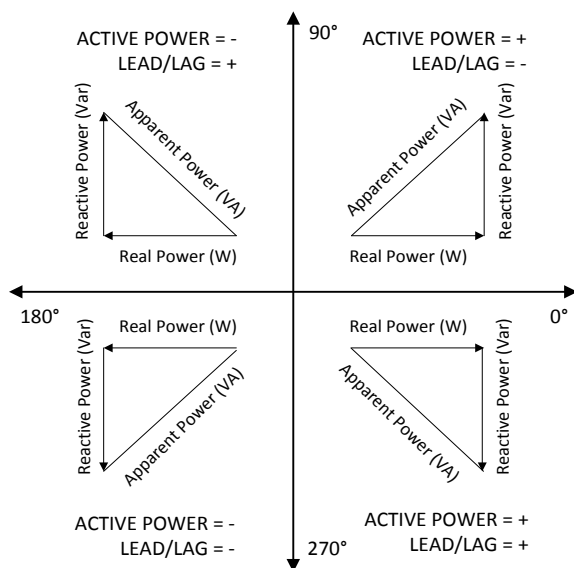 ACTIVE POWER = -
LEAD/LAG = +
90°
ACTIVE POWER = +
LEAD/LAG = -
Reactive Power (Var)
Apparent Power (VA)
Real Power (W)
Apparent Power (VA)
Reactive Power (Var)
Real Power (W)
180°
0°
Real Power (W)
Reactive Power (Var)
Apparent Power (VA)
Real Power (W)
Apparent Power (VA)
Reactive Power (Var)
ACTIVE POWER = -
LEAD/LAG = -
270°
ACTIVE POWER = +
LEAD/LAG = +